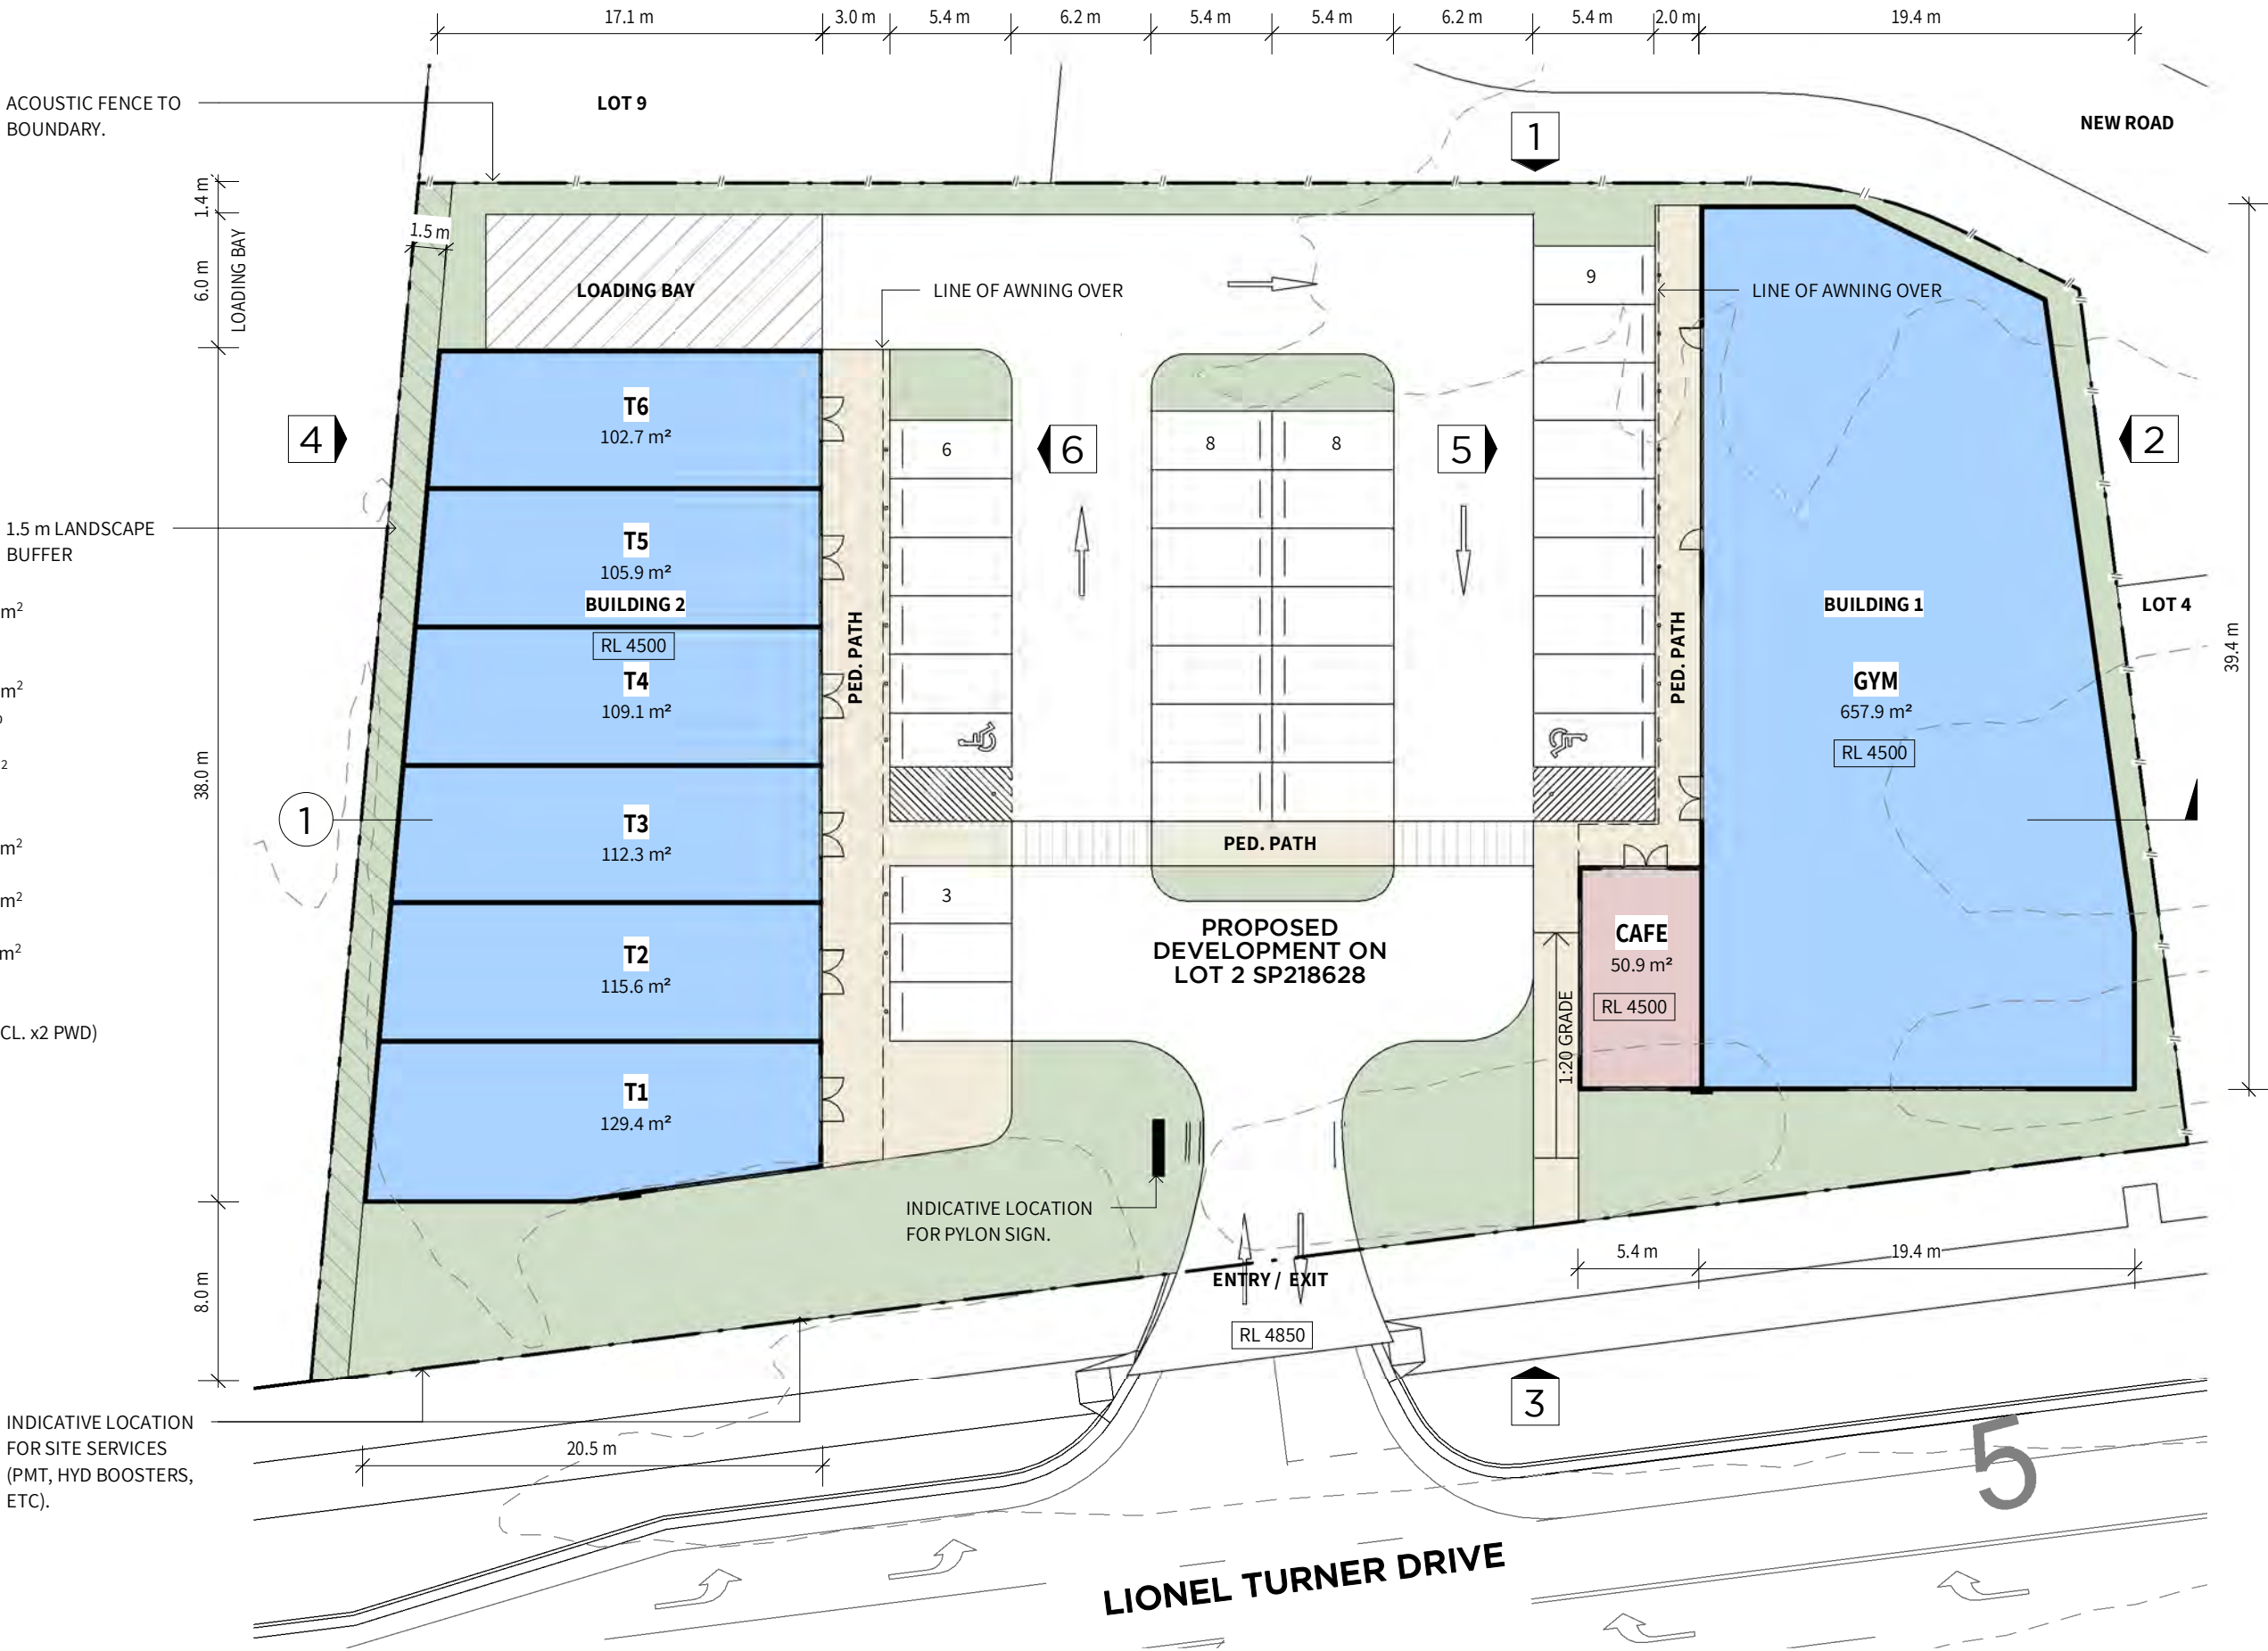 17.1 m
3.0 m
5.4 m
6.2 m
5.4 m
5.4 m
6.2 m
5.4 m
2.0 m
19.4 m
ACOUSTIC FENCE TO
BOUNDARY.
LOT 9
NEW ROAD
1
1.4 m
1.5 m
6.0 m
LOADING BAY
LOADING BAY
LINE OF AWNING OVER
9
LINE OF AWNING OVER
4
T6
102.7 m²
6
6
8
8
5
2
1.5 m LANDSCAPE
BUFFER
T5
105.9 m²
BUILDING 2
RL 4500
T4
109.1 m²
PED. PATH
PED. PATH
BUILDING 1
LOT 4
39.4 m
GYM
657.9 m²
RL 4500
m²
m²
2
38.0 m
1
T3
112.3 m²
PED. PATH
m²
m²
m²
3
T2
115.6 m²
PROPOSED
DEVELOPMENT ON
LOT 2 SP218628
CAFE
50.9 m²
RL 4500
1:20 GRADE
CL. x2 PWD)
T1
129.4 m²
INDICATIVE LOCATION
FOR PYLON SIGN.
8.0 m
5.4 m
19.4 m
ENTRY / EXIT
RL 4850
3
INDICATIVE LOCATION
FOR SITE SERVICES
(PMT, HYD BOOSTERS,
ETC).
20.5 m
5
LIONEL TURNER DRIVE